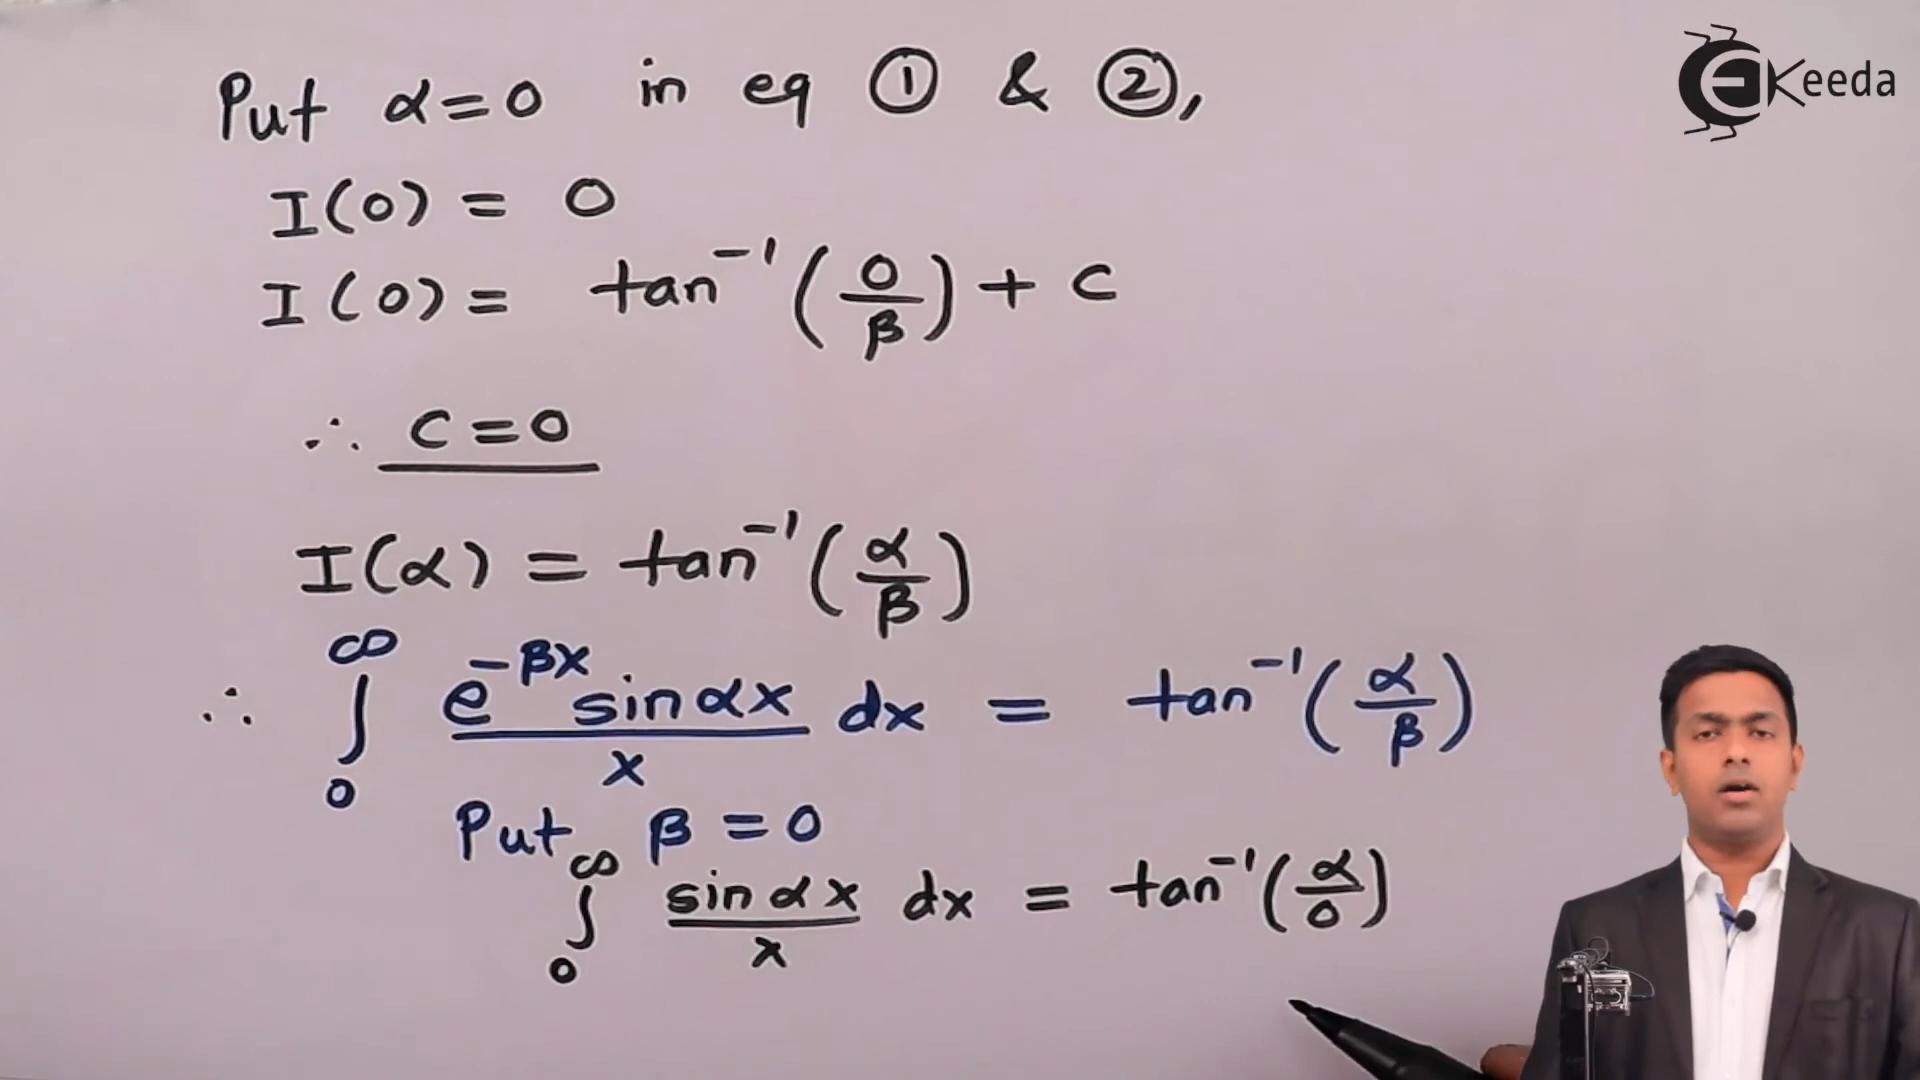 Put α=0 in eq ① & ②,
EKeeda
I(0) = 0
I(0) = tan⁻¹(0/β) + c
∴ c=0
I(α) = tan⁻¹(α/β)
∴ ∫₀^∞ e^(-βx) sin αx / x dx = tan⁻¹(α/β)
Put β = 0
∫₀^∞ sin αx / x dx = tan⁻¹(α/0)